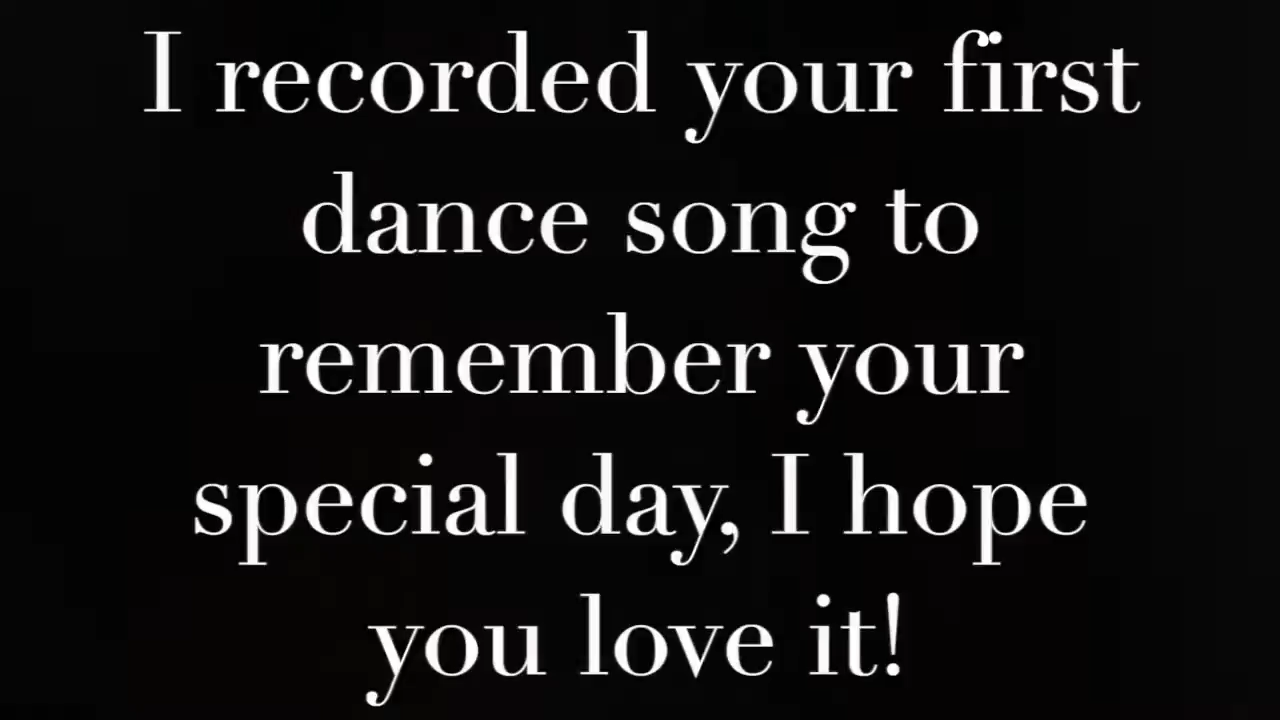 I recorded your first
dance song to
remember your
special day, I hope
you love it!